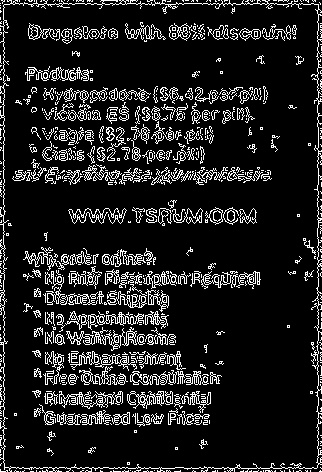 Drugstore with 80% discount!
Products:
* Hydrocodone ($6.42 per pill)
* Vicodin ES ($6.75 per pill)
* Viagra ($2.78 per pill)
* Cialis ($2.78 per pill)
and Everything else you might desire
WWW.TSPIUM.COM
Why order online?
* No Prior Prescription Required!
* Discreet Shipping
* No Appointments
* No Waiting Rooms
* No Embarrassment
* Free Online Consultation
* Private and Confidential
* Guaranteed Low Prices